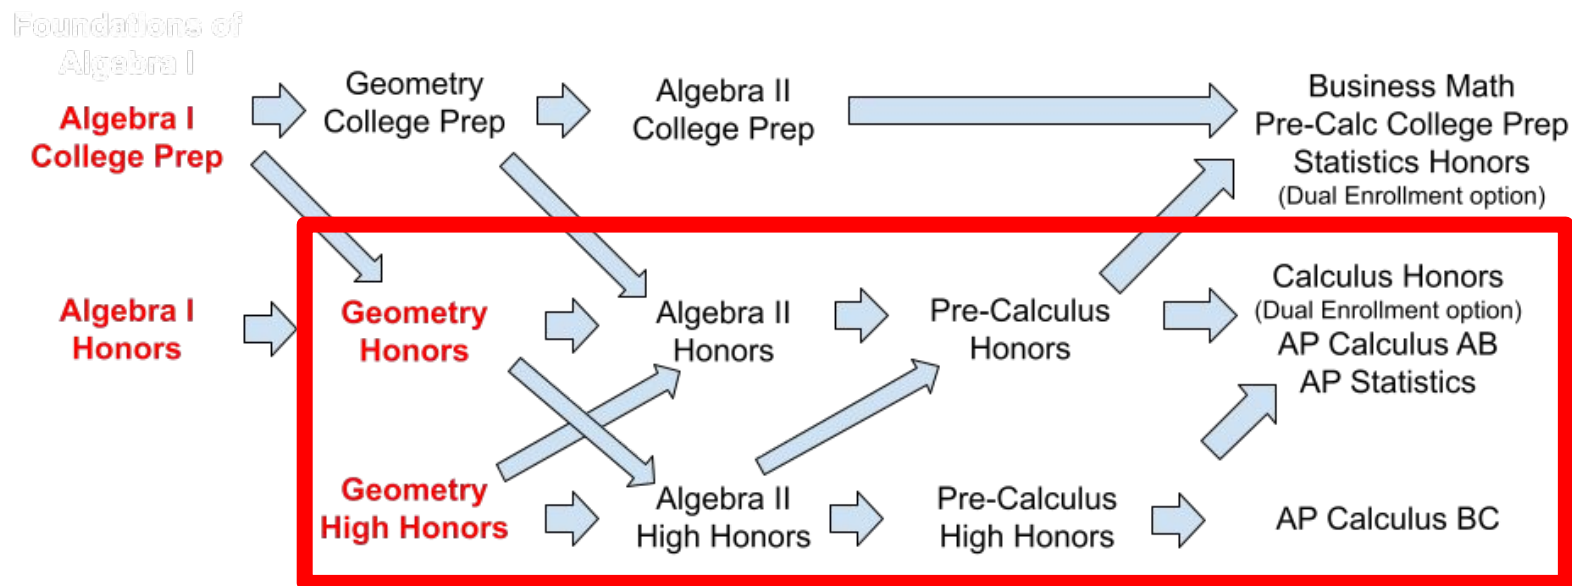 Foundations of
Algebra I
Algebra I
College Prep
Geometry
College Prep
Algebra II
College Prep
Business Math
Pre-Calc College Prep
Statistics Honors
(Dual Enrollment option)
Algebra I
Honors
Geometry
Honors
Algebra II
Honors
Pre-Calculus
Honors
Calculus Honors
(Dual Enrollment option)
AP Calculus AB
AP Statistics
Geometry
High Honors
Algebra II
High Honors
Pre-Calculus
High Honors
AP Calculus BC